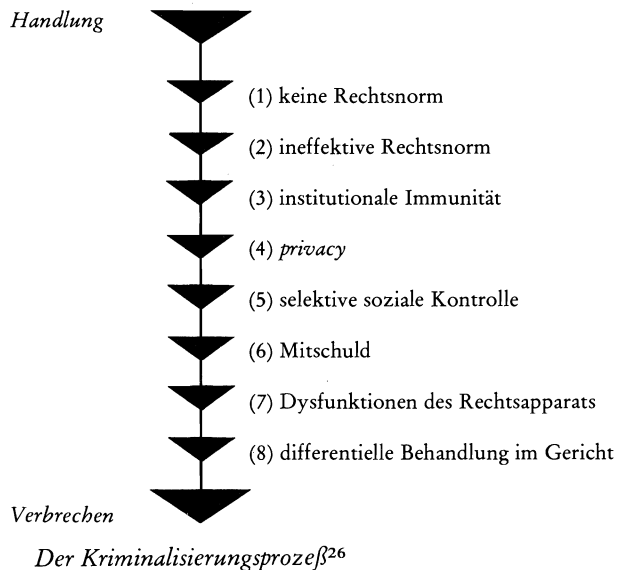 Handlung
(1) keine Rechtsnorm
(2) ineffektive Rechtsnorm
(3) institutionale Immunität
(4) privacy
(5) selektive soziale Kontrolle
(6) Mitschuld
(7) Dysfunktionen des Rechtsapparats
(8) differentielle Behandlung im Gericht
Verbrechen
Der Kriminalisierungsprozeß²⁶